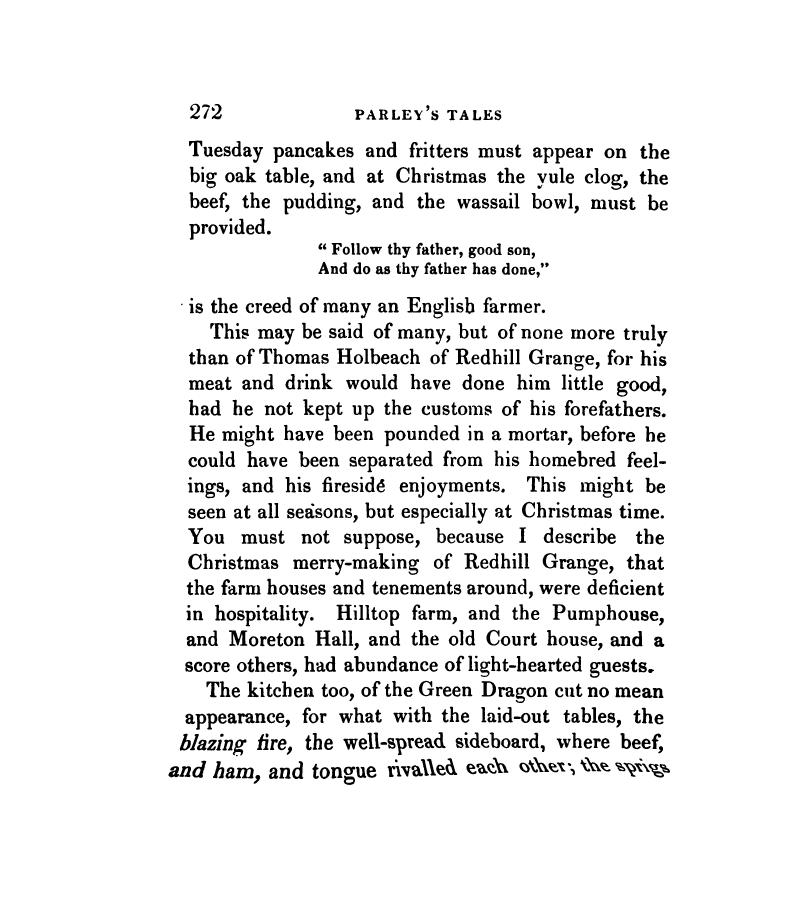 272 PARLEY'S TALES
Tuesday pancakes and fritters must appear on the
big oak table, and at Christmas the yule clog, the
beef, the pudding, and the wassail bowl, must be
provided.
“ Follow thy father, good son,
And do as thy father has done,”
is the creed of many an English farmer.
This may be said of many, but of none more truly
than of Thomas Holbeach of Redhill Grange, for his
meat and drink would have done him little good,
had he not kept up the customs of his forefathers.
He might have been pounded in a mortar, before he
could have been separated from his homebred feel-
ings, and his fireside enjoyments. This might be
seen at all seasons, but especially at Christmas time.
You must not suppose, because I describe the
Christmas merry-making of Redhill Grange, that
the farm houses and tenements around, were deficient
in hospitality. Hilltop farm, and the Pumphouse,
and Moreton Hall, and the old Court house, and a
score others, had abundance of light-hearted guests.
The kitchen too, of the Green Dragon cut no mean
appearance, for what with the laid-out tables, the
blazing fire, the well-spread sideboard, where beef,
and ham, and tongue rivalled each other; the sprigs